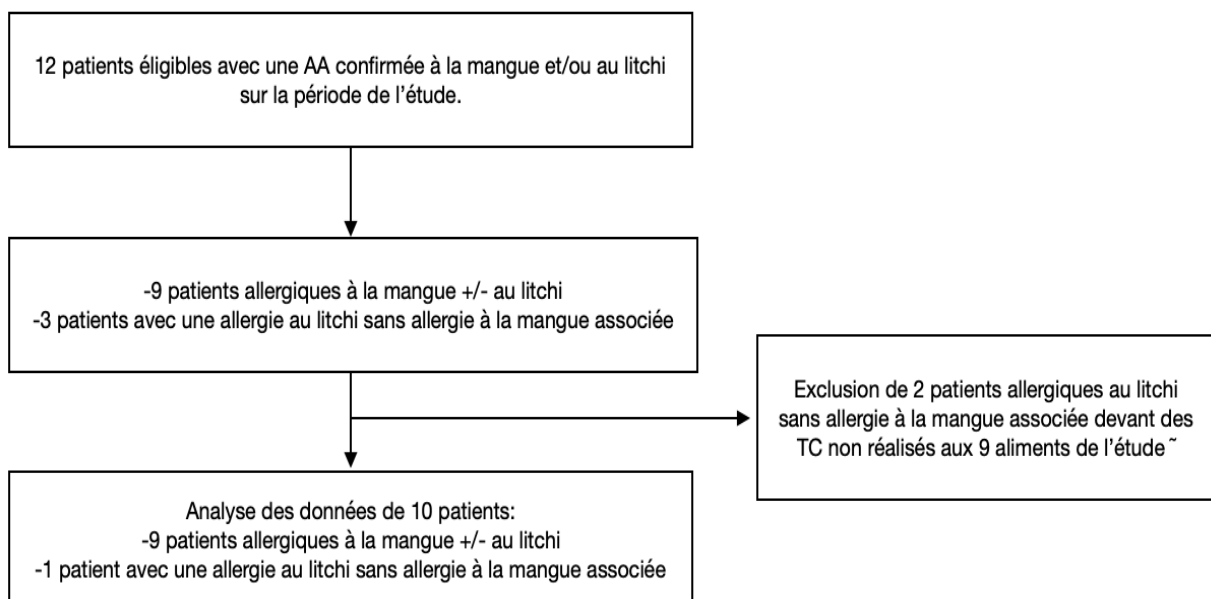 12 patients éligibles avec une AA confirmée à la mangue et/ou au litchi
sur la période de l'étude.
-9 patients allergiques à la mangue +/- au litchi
-3 patients avec une allergie au litchi sans allergie à la mangue associée
Exclusion de 2 patients allergiques au litchi
sans allergie à la mangue associée devant des
TC non réalisés aux 9 aliments de l'étude ˜
Analyse des données de 10 patients:
-9 patients allergiques à la mangue +/- au litchi
-1 patient avec une allergie au litchi sans allergie à la mangue associée